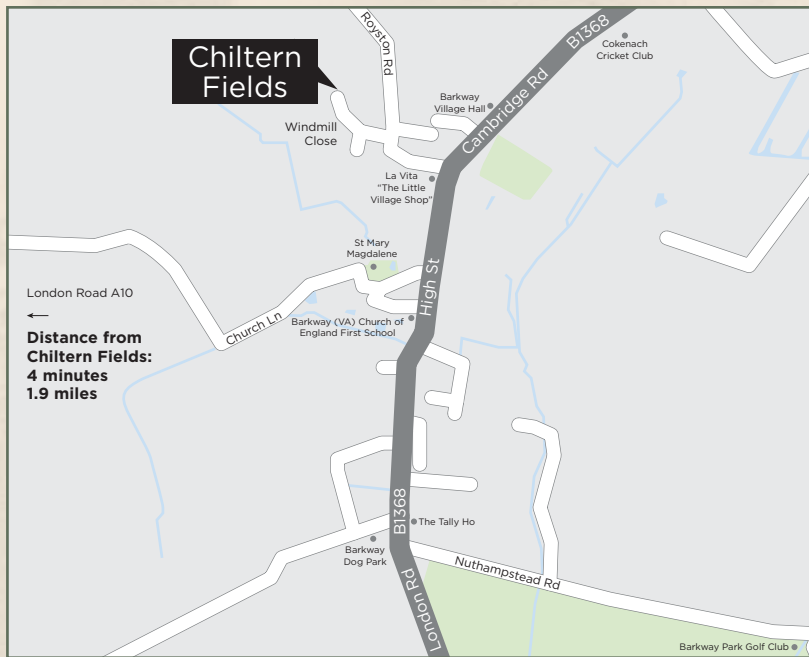 Chiltern
Fields
Royston Rd
B1368
Cokenach
Cricket Club
Barkway
Village Hall
Cambridge Rd
Windmill
Close
La Vita
"The Little
Village Shop"
St Mary
Magdalene
High St
London Road A10
←
Distance from
Chiltern Fields:
4 minutes
1.9 miles
Church Ln
Barkway (VA) Church of
England First School
B1368
The Tally Ho
Barkway
Dog Park
Nuthampstead Rd
London Rd
Barkway Park Golf Club